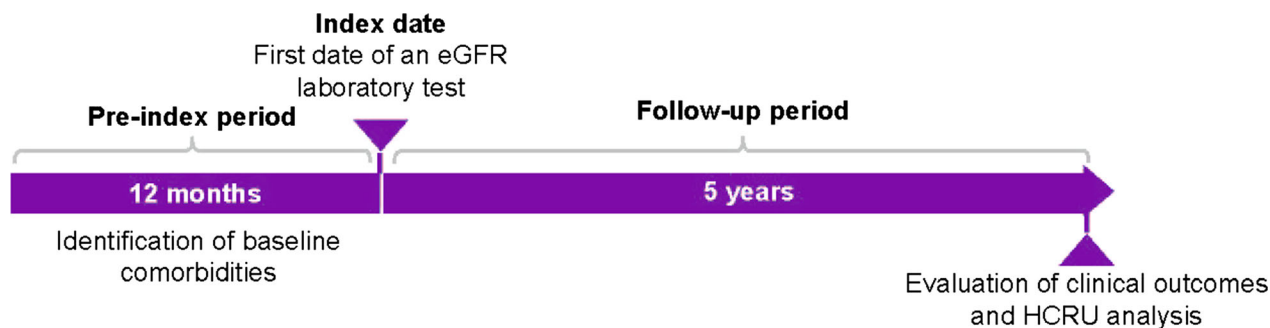 Index date
First date of an eGFR
laboratory test
Pre-index period
Follow-up period
12 months
5 years
Identification of baseline
comorbidities
Evaluation of clinical outcomes
and HCRU analysis